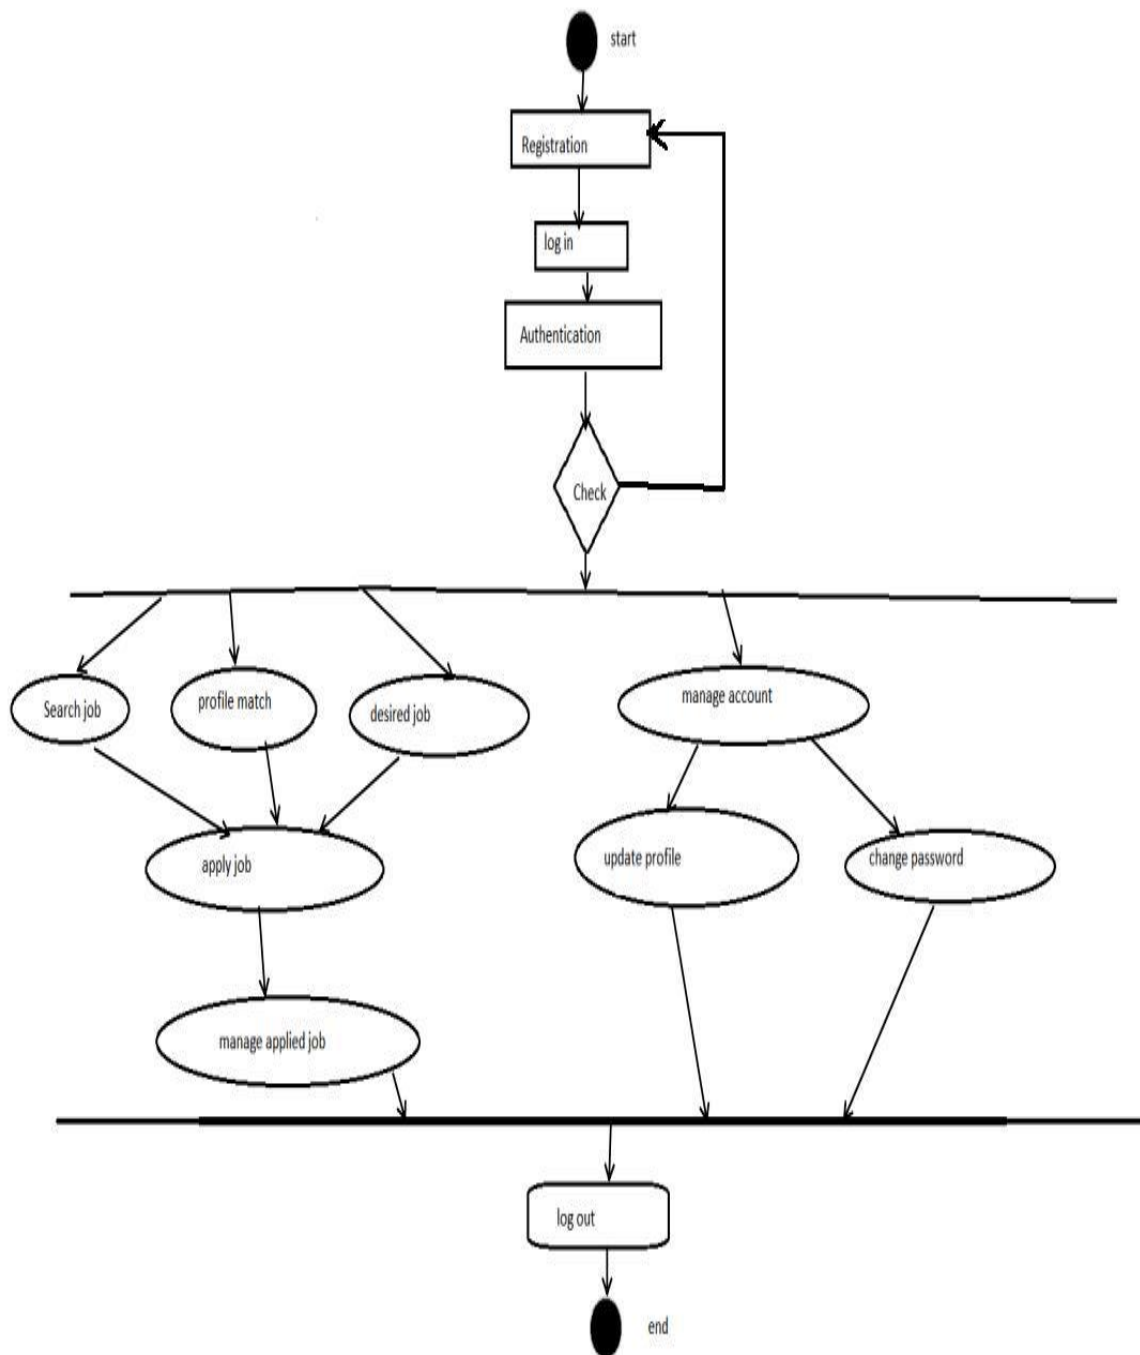 start
Registration
log in
Authentication
Check
Search job
profile match
desired job
manage account
apply job
update profile
change password
manage applied job
log out
end